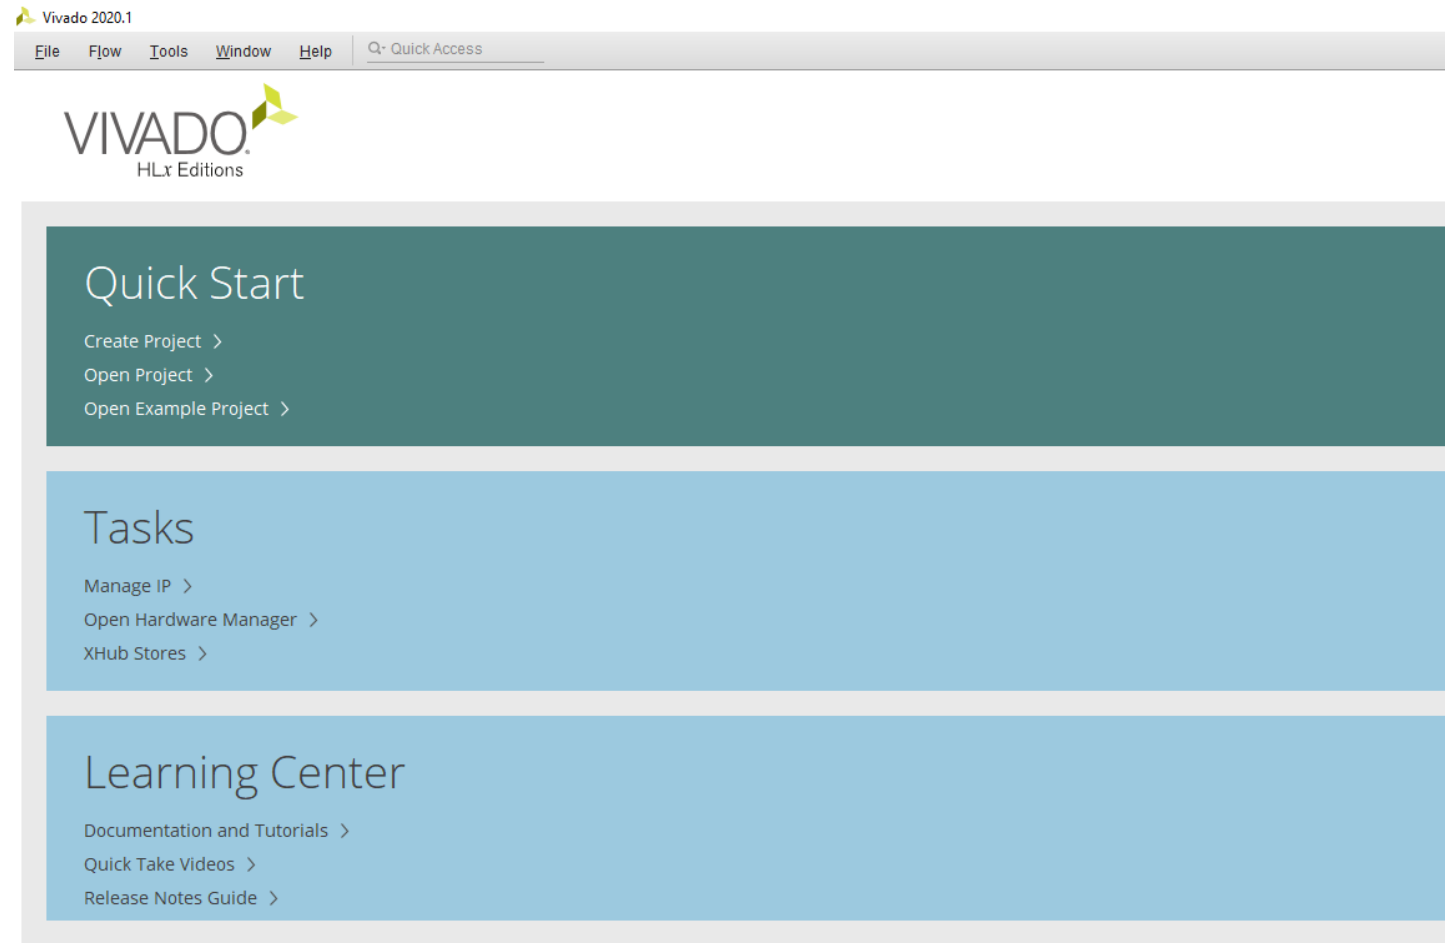 Vivado 2020.1
File Flow Tools Window Help Quick Access
VIVADO.
HLx Editions
Quick Start
Create Project >
Open Project >
Open Example Project >
Tasks
Manage IP >
Open Hardware Manager >
XHub Stores >
Learning Center
Documentation and Tutorials >
Quick Take Videos >
Release Notes Guide >